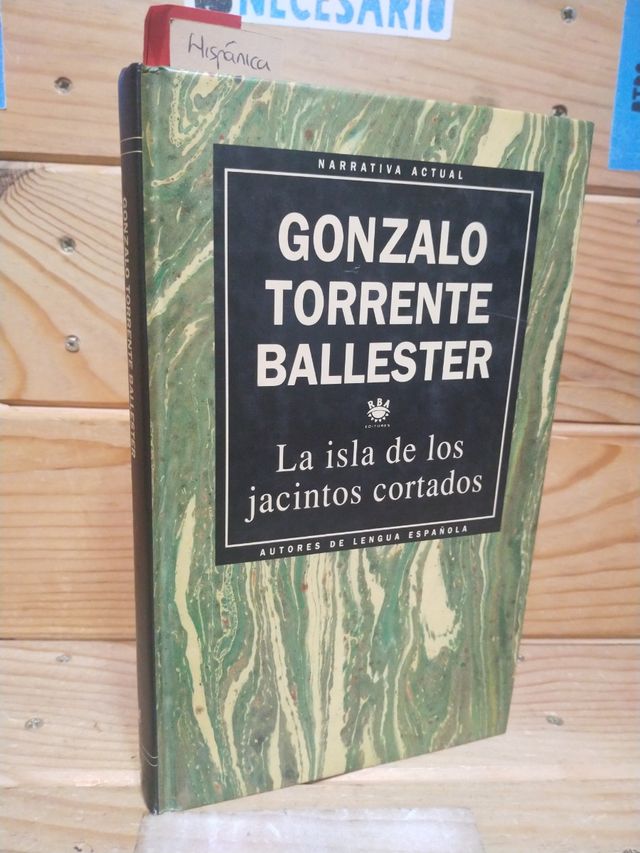 NECESARIO
Hispánica
NARRATIVA ACTUAL
GONZALO
TORRENTE
BALLESTER
RBA
EDITORES
La isla de los
jacintos cortados
AUTORES DE LENGUA ESPAÑOLA
GONZALO TORRENTE BALLESTER